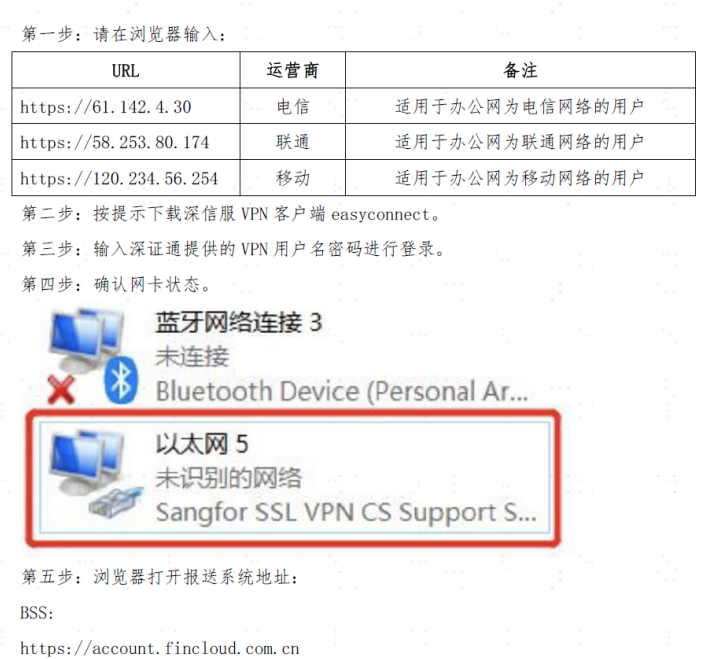 第一步：请在浏览器输入：
URL 运营商 备注
https://61.142.4.30 电信 适用于办公网为电信网络的用户
https://58.253.80.174 联通 适用于办公网为联通网络的用户
https://120.234.56.254 移动 适用于办公网为移动网络的用户
第二步：按提示下载深信服 VPN 客户端 easyconnect。
第三步：输入深证通提供的 VPN 用户名密码进行登录。
第四步：确认网卡状态。
蓝牙网络连接 3
未连接
Bluetooth Device (Personal Ar...
以太网 5
未识别的网络
Sangfor SSL VPN CS Support S...
第五步：浏览器打开报送系统地址：
BSS:
https://account.fincloud.com.cn